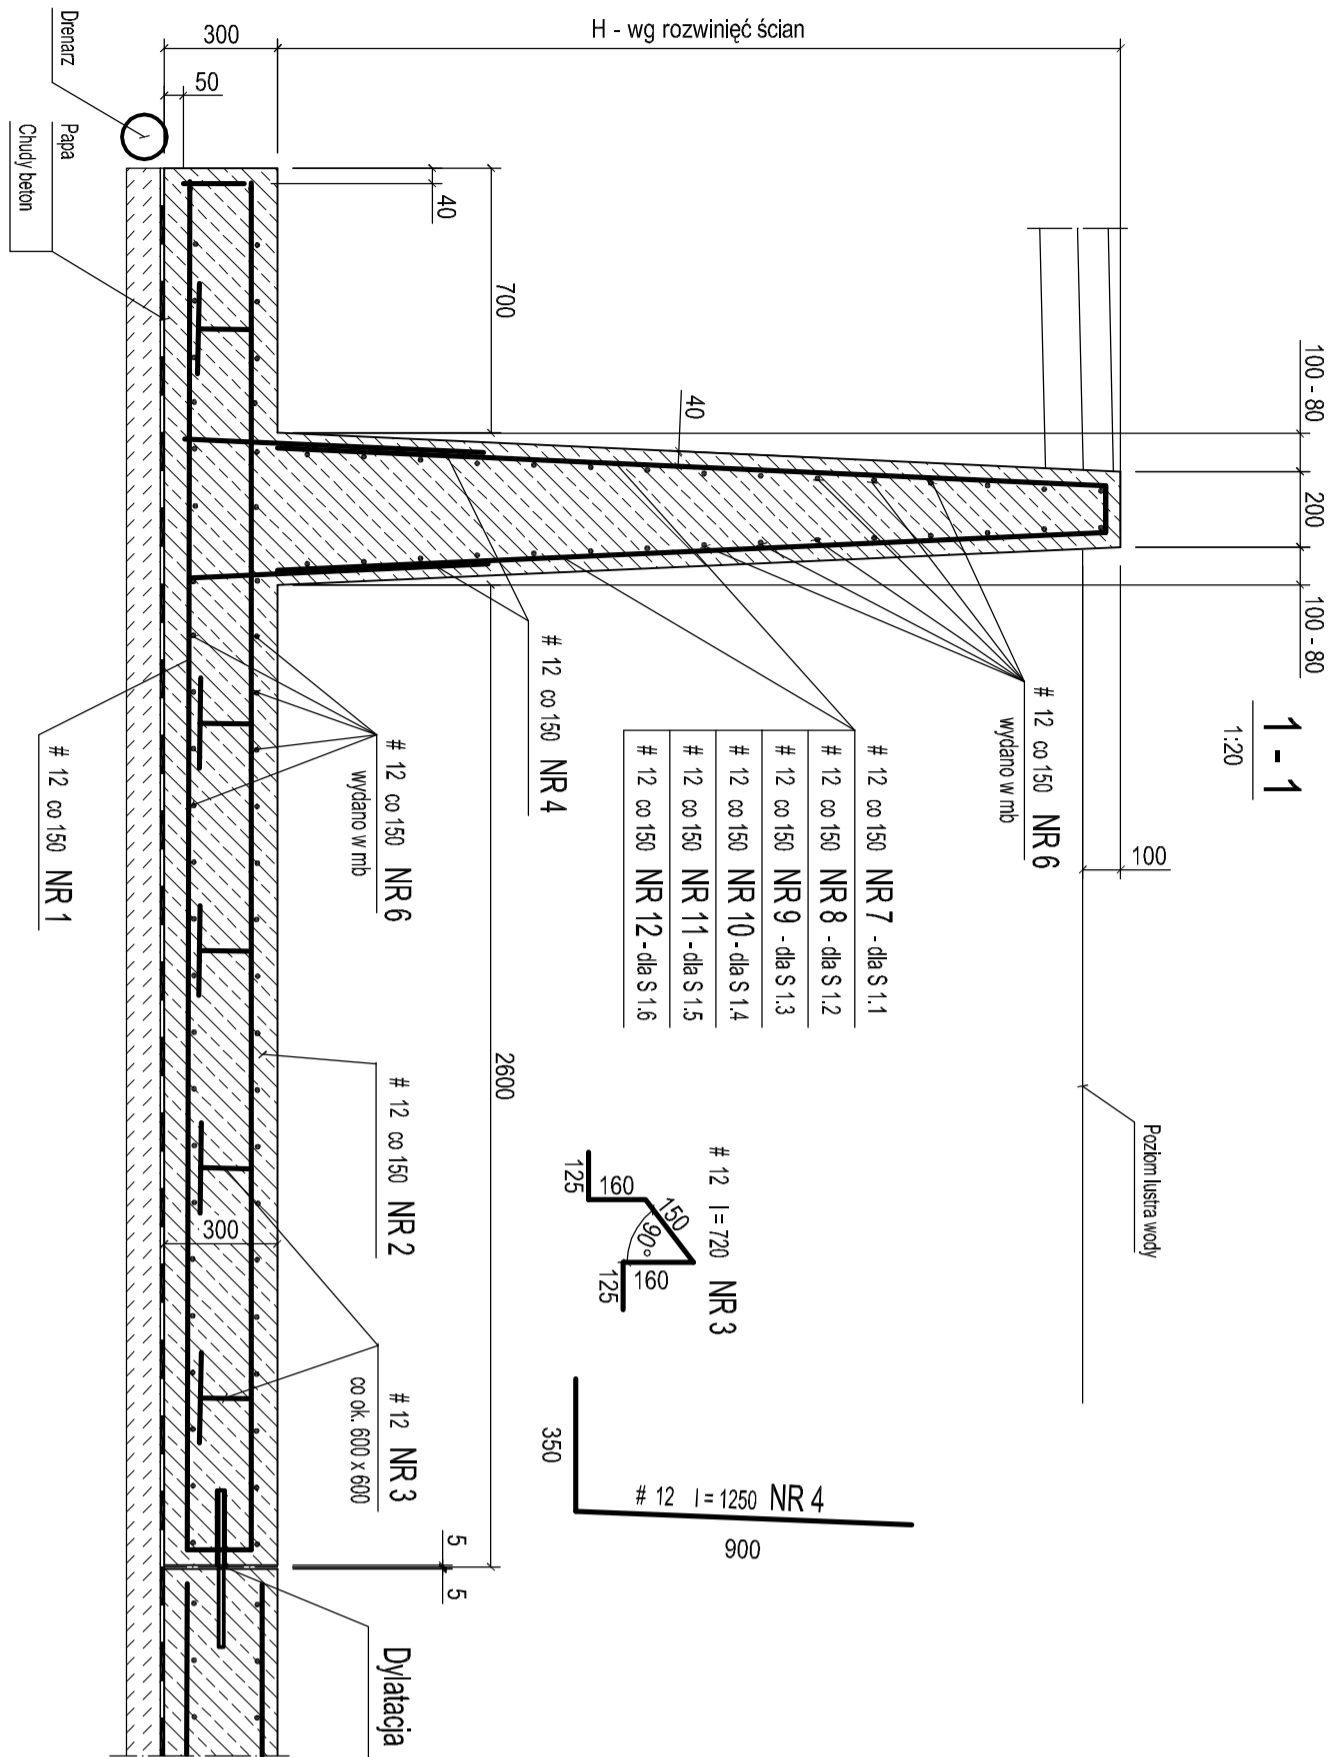 1 - 1
1:20
100 - 80
200
100 - 80
100
Poziom lustra wody
H - wg rozwinięć ścian
300
50
Drenarz
Papa
Chudy beton
40
700
40
2600
# 12 co 150 NR 6
wydano w mb
# 12 co 150 NR 7 - dla S 1.1
# 12 co 150 NR 8 - dla S 1.2
# 12 co 150 NR 9 - dla S 1.3
# 12 co 150 NR 10 - dla S 1.4
# 12 co 150 NR 11 - dla S 1.5
# 12 co 150 NR 12 - dla S 1.6
# 12 co 150 NR 4
# 12 co 150 NR 6
wydano w mb
# 12 co 150 NR 1
# 12 co 150 NR 2
# 12 NR 3
co ok. 600 x 600
300
5
5
Dylatacja
# 12 l = 720 NR 3
125
160
150
90°
160
125
# 12 l = 1250 NR 4
350
900